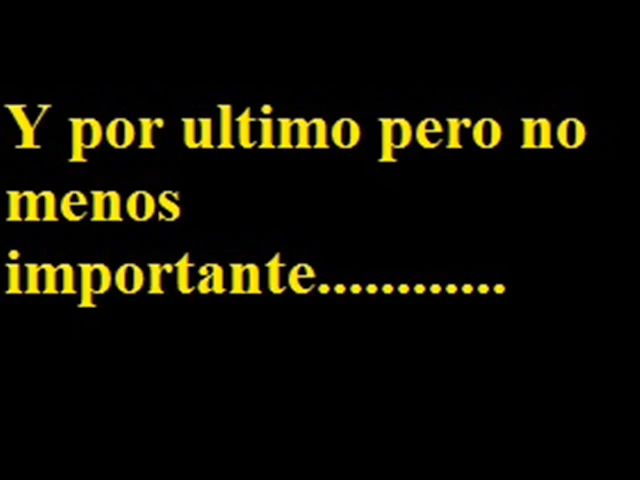 Y por ultimo pero no
menos
importante............